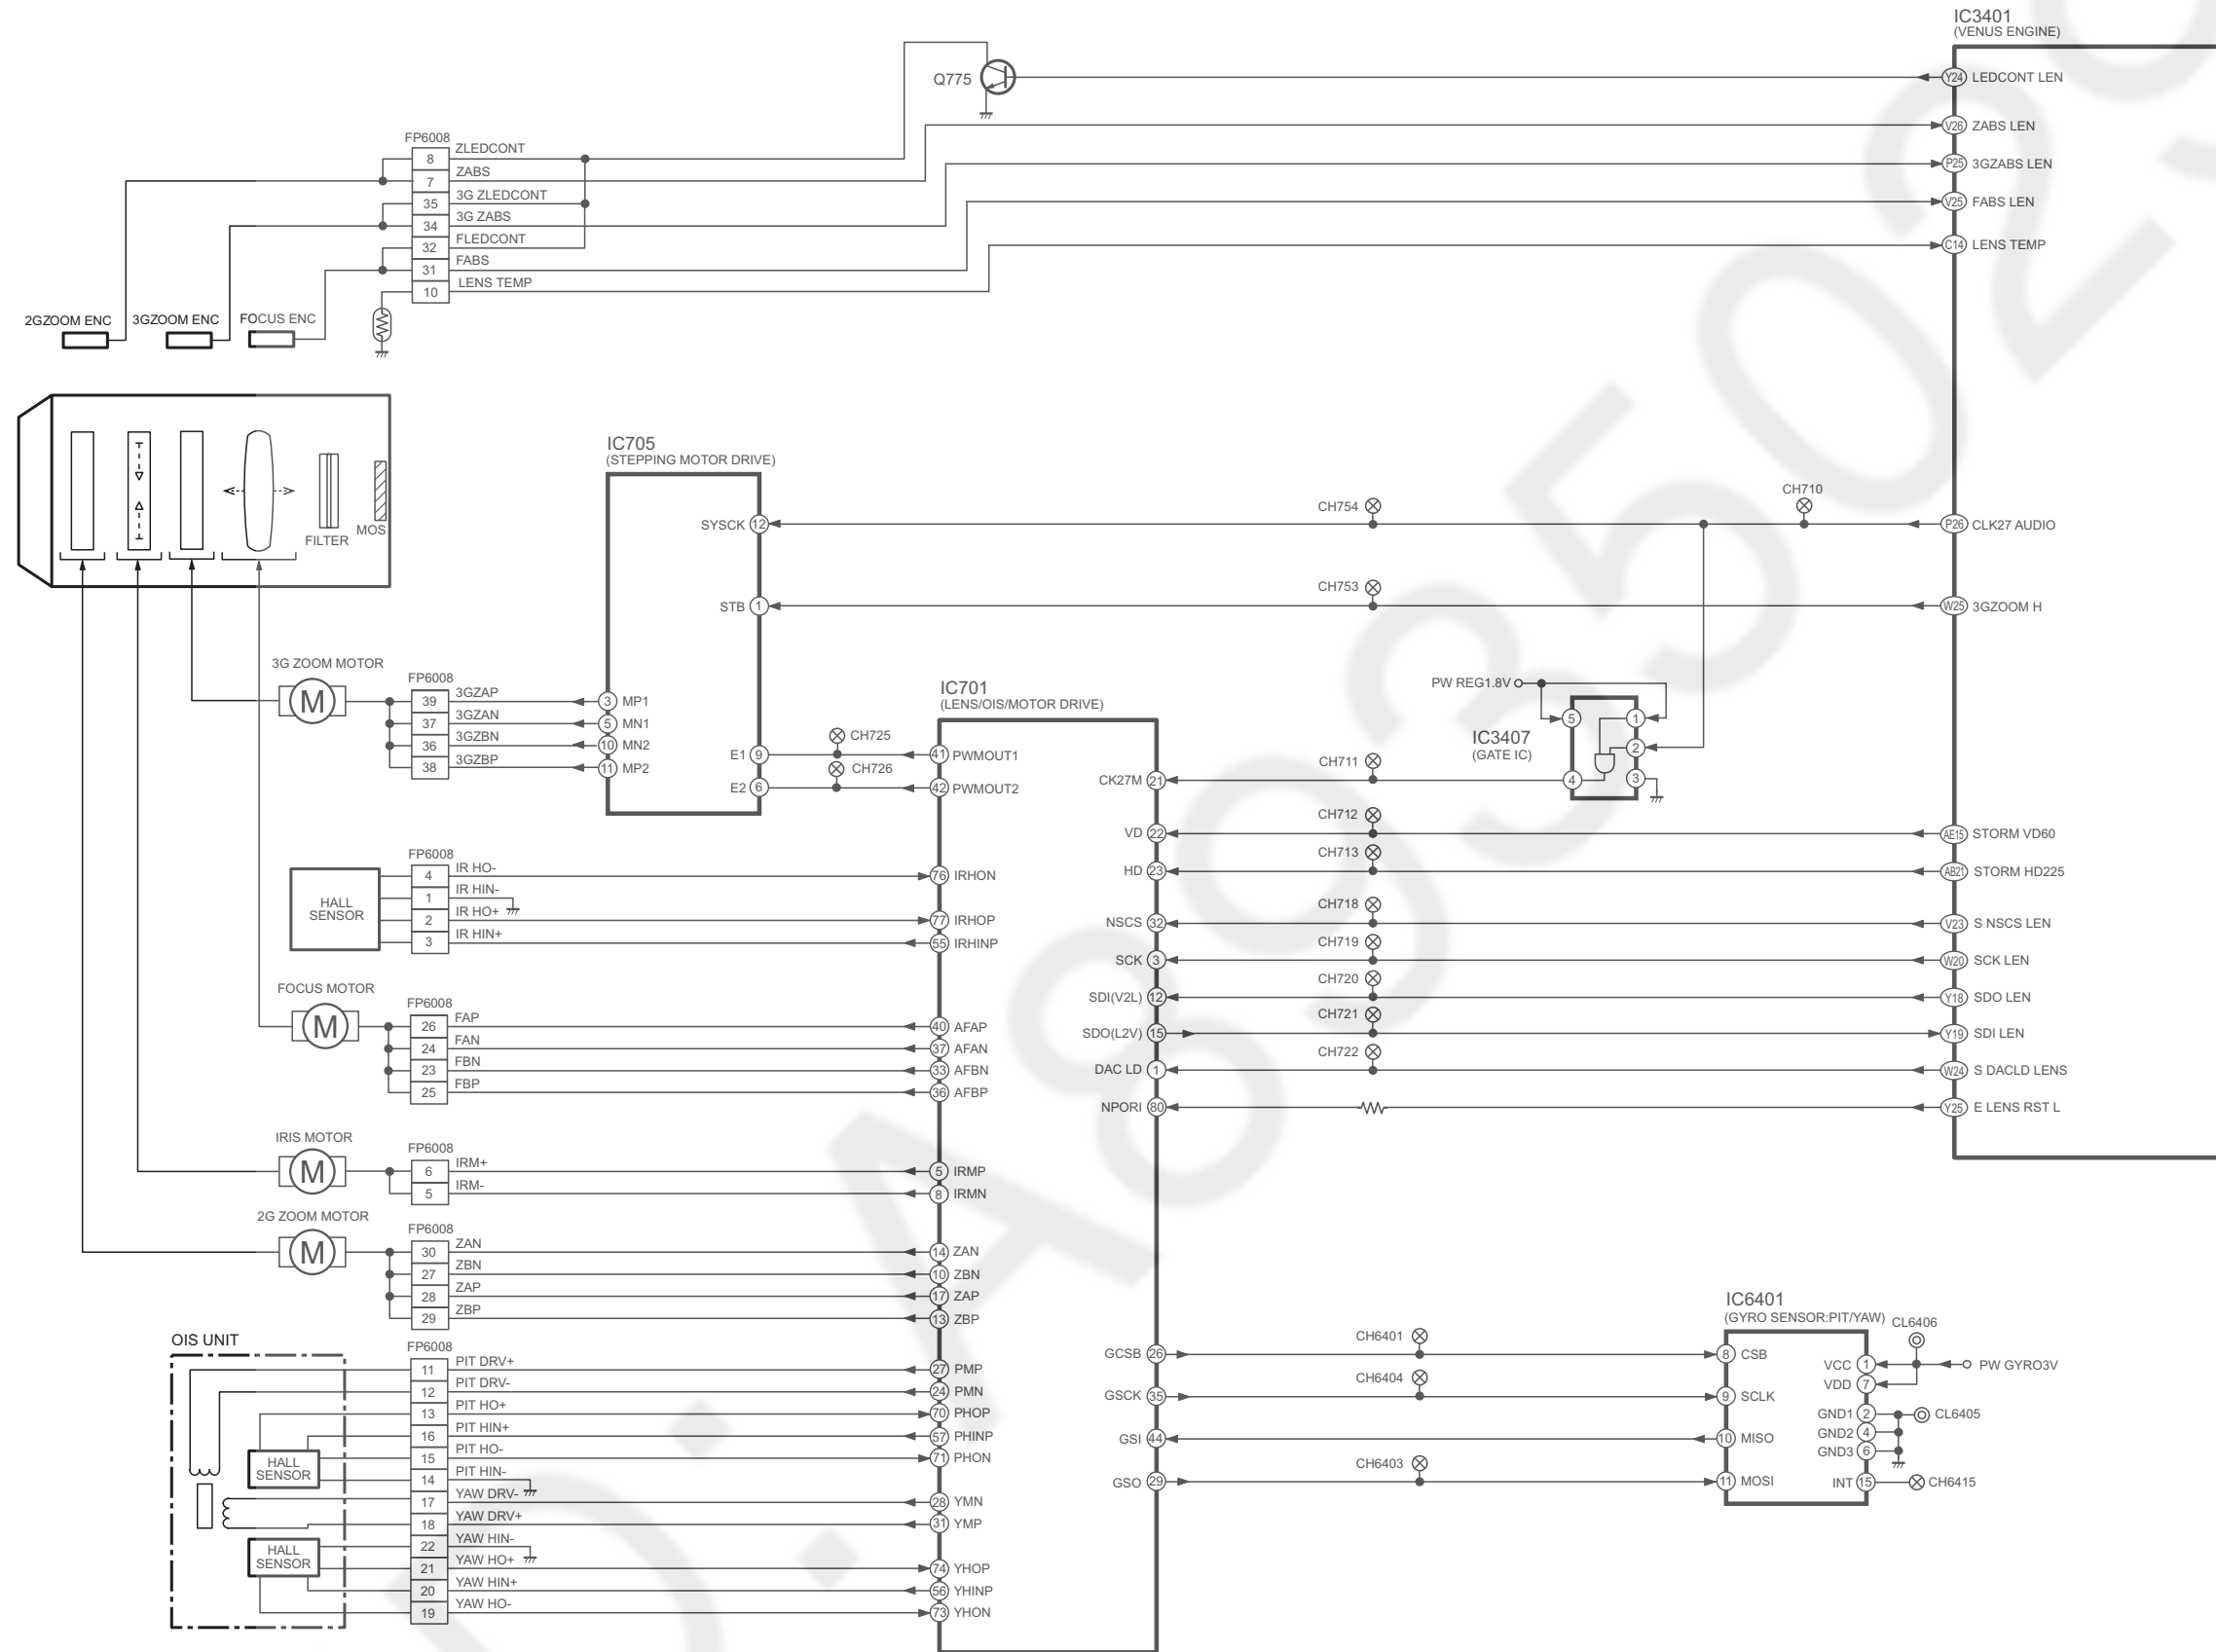 IC3401
(VENUS ENGINE)
Q775
Y24 LEDCONT LEN
V26 ZABS LEN
P25 3GZABS LEN
V25 FABS LEN
C14 LENS TEMP
FP6008
8 ZLEDCONT
7 ZABS
35 3G ZLEDCONT
34 3G ZABS
32 FLEDCONT
31 FABS
10 LENS TEMP
2GZOOM ENC 3GZOOM ENC FOCUS ENC
FILTER
MOS
IC705
(STEPPING MOTOR DRIVE)
SYSCK 12
CH754
CH710
P26 CLK27 AUDIO
STB 1
CH753
W25 3GZOOM H
3G ZOOM MOTOR
M
FP6008
39 3GZAP 3 MP1
37 3GZAN 5 MN1
36 3GZBN 10 MN2
38 3GZBP 11 MP2
E1 9
CH725
E2 6
CH726
IC701
(LENS/OIS/MOTOR DRIVE)
41 PWMOUT1
42 PWMOUT2
PW REG1.8V
IC3407
(GATE IC)
5
1
2
4
3
CK27M 21
CH711
VD 22
CH712
AE15 STORM VD60
HD 23
CH713
AB21 STORM HD225
NSCS 32
CH718
V23 S NSCS LEN
SCK 3
CH719
W20 SCK LEN
SDI(V2L) 12
CH720
Y18 SDO LEN
SDO(L2V) 15
CH721
Y19 SDI LEN
DAC LD 1
CH722
W24 S DACLD LENS
NPORI 80
Y25 E LENS RST L
HALL
SENSOR
FP6008
4 IR HO- 76 IRHON
1 IR HIN-
2 IR HO+ 77 IRHOP
3 IR HIN+ 55 IRHINP
FOCUS MOTOR
M
FP6008
26 FAP 40 AFAP
24 FAN 37 AFAN
23 FBN 33 AFBN
25 FBP 36 AFBP
IRIS MOTOR
M
FP6008
6 IRM+ 5 IRMP
5 IRM- 8 IRMN
2G ZOOM MOTOR
M
FP6008
30 ZAN 14 ZAN
27 ZBN 10 ZBN
28 ZAP 17 ZAP
29 ZBP 13 ZBP
OIS UNIT
FP6008
11 PIT DRV+ 27 PMP
12 PIT DRV- 24 PMN
13 PIT HO+ 70 PHOP
16 PIT HIN+ 57 PHINP
15 PIT HO- 71 PHON
14 PIT HIN-
17 YAW DRV- 28 YMN
18 YAW DRV+ 31 YMP
22 YAW HIN-
21 YAW HO+ 74 YHOP
20 YAW HIN+ 56 YHINP
19 YAW HO- 73 YHON
HALL
SENSOR
HALL
SENSOR
GCSB 26
CH6401
GSCK 35
CH6404
GSI 44
GSO 29
CH6403
IC6401
(GYRO SENSOR:PIT/YAW)
8 CSB
9 SCLK
10 MISO
11 MOSI
VCC 1
VDD 7
GND1 2
GND2 4
GND3 6
INT 15
CL6406
PW GYRO3V
CL6405
CH6415